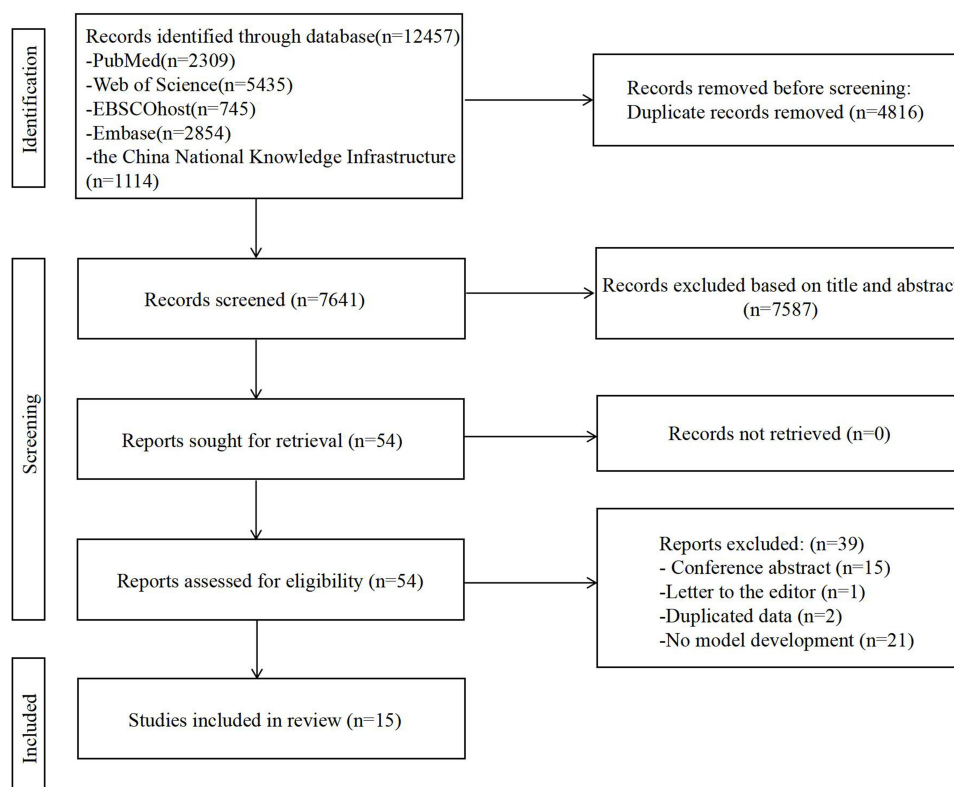 Identification
Records identified through database(n=12457)
-PubMed(n=2309)
-Web of Science(n=5435)
-EBSCOhost(n=745)
-Embase(n=2854)
-the China National Knowledge Infrastructure
(n=1114)
Records removed before screening:
Duplicate records removed (n=4816)
Screening
Records screened (n=7641)
Records excluded based on title and abstract
(n=7587)
Reports sought for retrieval (n=54)
Records not retrieved (n=0)
Reports assessed for eligibility (n=54)
Reports excluded: (n=39)
- Conference abstract (n=15)
-Letter to the editor (n=1)
-Duplicated data (n=2)
-No model development (n=21)
Included
Studies included in review (n=15)